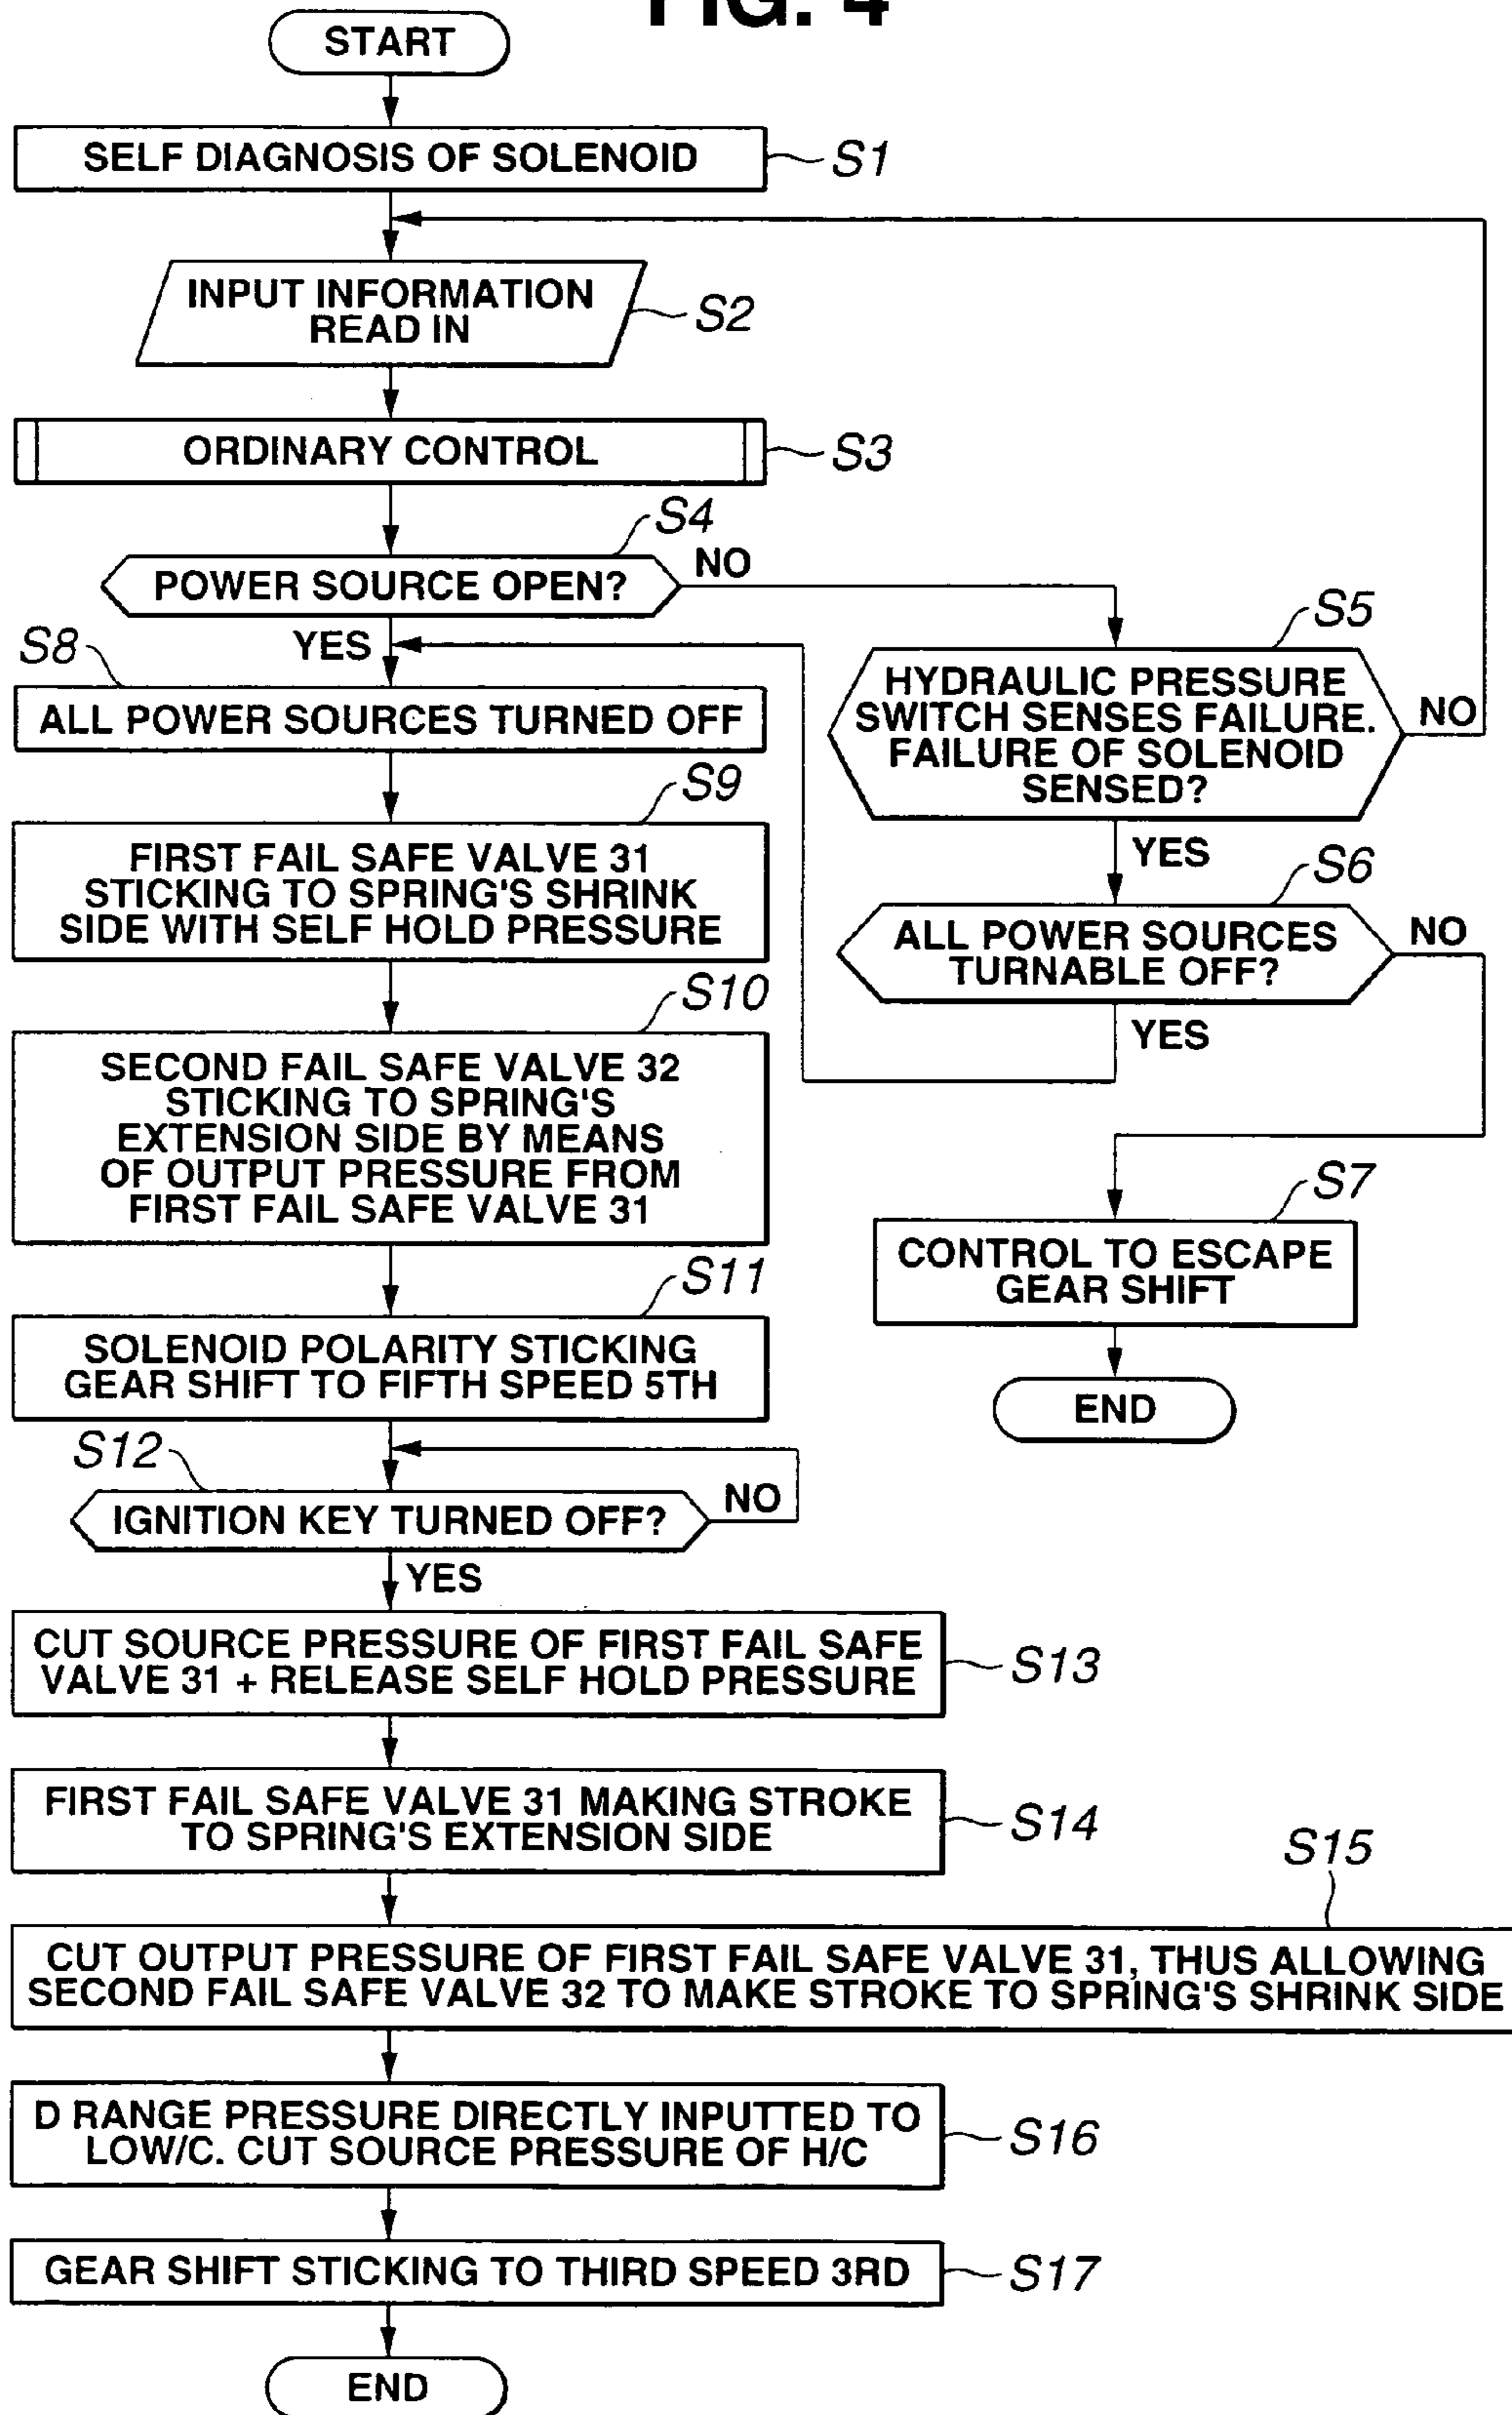 FIG. 4
START
SELF DIAGNOSIS OF SOLENOID
S1
INPUT INFORMATION
READ IN
S2
ORDINARY CONTROL
S3
S4
POWER SOURCE OPEN?
NO
YES
S5
HYDRAULIC PRESSURE
SWITCH SENSES FAILURE.
FAILURE OF SOLENOID
SENSED?
NO
YES
S6
ALL POWER SOURCES
TURNABLE OFF?
NO
YES
S7
CONTROL TO ESCAPE
GEAR SHIFT
END
S8
ALL POWER SOURCES TURNED OFF
S9
FIRST FAIL SAFE VALVE 31
STICKING TO SPRING'S SHRINK
SIDE WITH SELF HOLD PRESSURE
S10
SECOND FAIL SAFE VALVE 32
STICKING TO SPRING'S
EXTENSION SIDE BY MEANS
OF OUTPUT PRESSURE FROM
FIRST FAIL SAFE VALVE 31
S11
SOLENOID POLARITY STICKING
GEAR SHIFT TO FIFTH SPEED 5TH
S12
IGNITION KEY TURNED OFF?
NO
YES
CUT SOURCE PRESSURE OF FIRST FAIL SAFE
VALVE 31 + RELEASE SELF HOLD PRESSURE
S13
FIRST FAIL SAFE VALVE 31 MAKING STROKE
TO SPRING'S EXTENSION SIDE
S14
S15
CUT OUTPUT PRESSURE OF FIRST FAIL SAFE VALVE 31, THUS ALLOWING
SECOND FAIL SAFE VALVE 32 TO MAKE STROKE TO SPRING'S SHRINK SIDE
D RANGE PRESSURE DIRECTLY INPUTTED TO
LOW/C. CUT SOURCE PRESSURE OF H/C
S16
GEAR SHIFT STICKING TO THIRD SPEED 3RD
S17
END